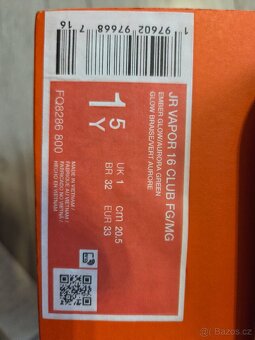 JR VAPOR 16 CLUB FG/MG
EMBER GLOW/AURORA GREEN
GLOW BRAISE/VERT AURORE
1 97602 97668 7
16
1 5 Y
UK 1
BR 32
cm 20.5
EUR 33
MADE IN VIETNAM
FABRIQUÉ AU VIETNAM
HECHO EN VIETNAM
FQ8286 800
bazos.cz